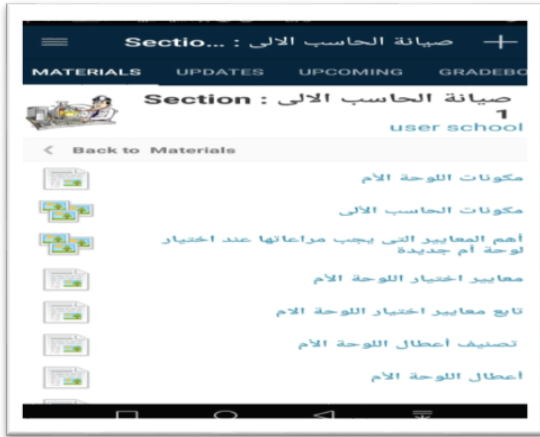 صيانة الحاسب الالى : ...Sectio
MATERIALS UPDATES UPCOMING GRADEBO
صيانة الحاسب الالى : Section
1
user school
< Back to Materials
مكونات اللوحة الأم
مكونات الحاسب الألى
أهم المعايير التى يجب مراعاتها عند اختيار
لوحة أم جديدة
معايير اختيار اللوحة الأم
تابع معايير اختيار اللوحة الام
تصنيف أعطال اللوحة الأم
أعطال اللوحة الأم